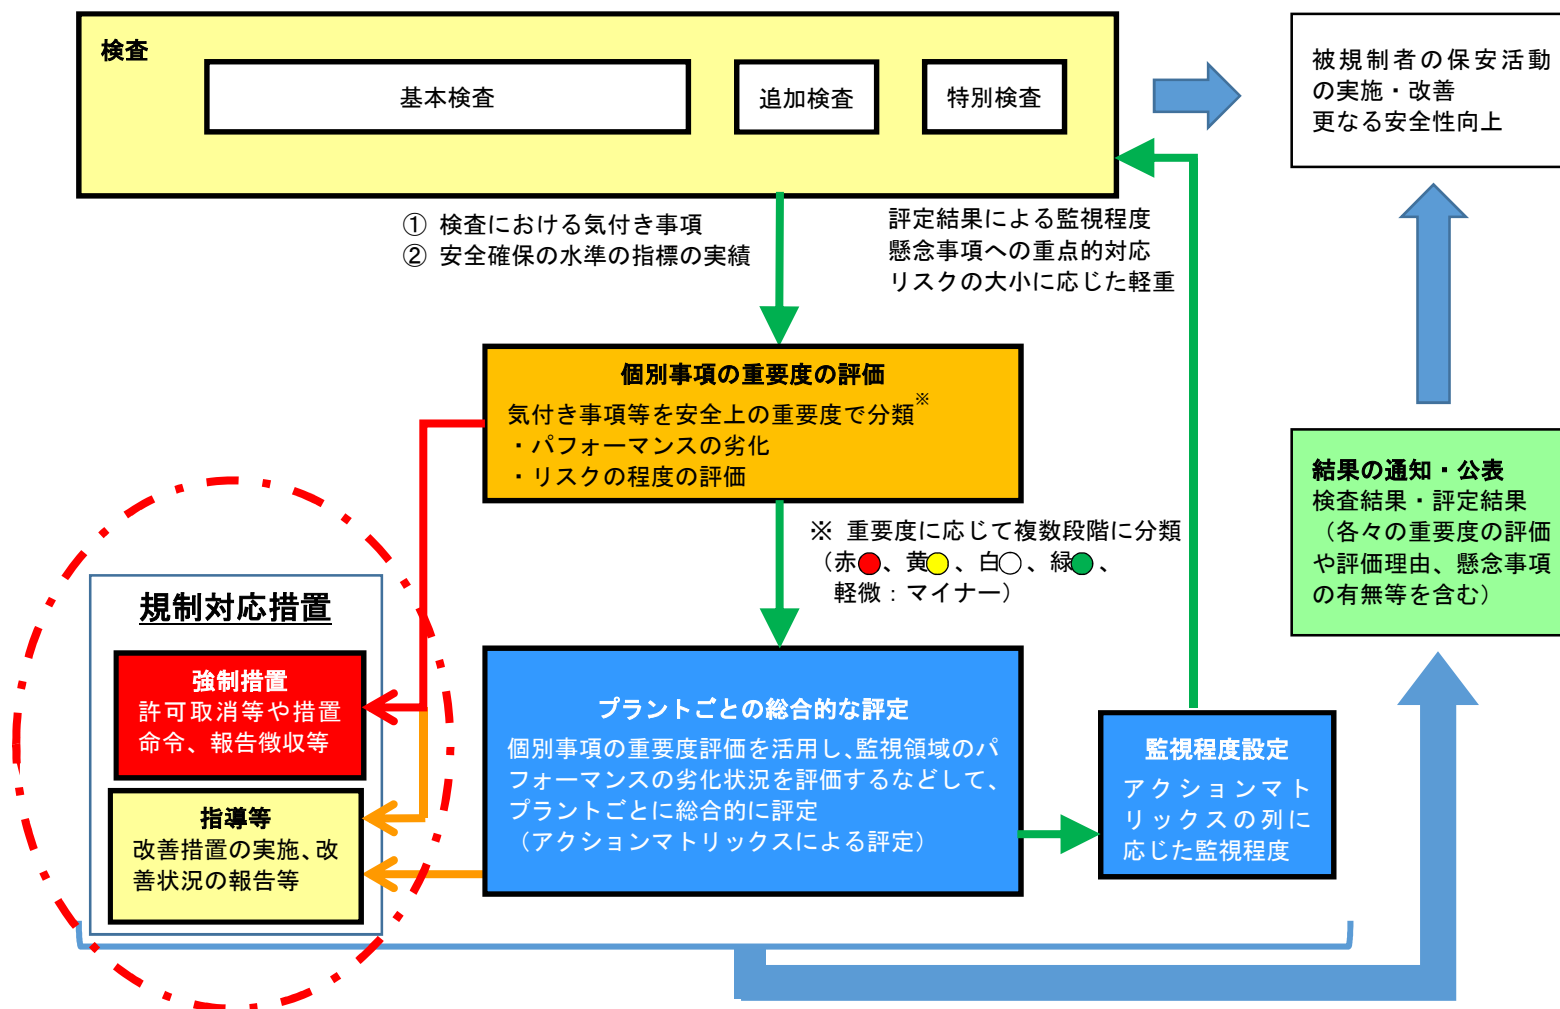 検査
基本検査
追加検査
特別検査
被規制者の保安活動
の実施・改善
更なる安全性向上
① 検査における気付き事項
② 安全確保の水準の指標の実績
評定結果による監視程度
懸念事項への重点的対応
リスクの大小に応じた軽重
個別事項の重要度の評価
気付き事項等を安全上の重要度で分類※
・パフォーマンスの劣化
・リスクの程度の評価
※ 重要度に応じて複数段階に分類
（赤●、黄●、白○、緑●、
軽微：マイナー）
結果の通知・公表
検査結果・評定結果
（各々の重要度の評価
や評価理由、懸念事項
の有無等を含む）
規制対応措置
強制措置
許可取消等や措置
命令、報告徴収等
指導等
改善措置の実施、改
善状況の報告等
プラントごとの総合的な評定
個別事項の重要度評価を活用し、監視領域のパ
フォーマンスの劣化状況を評価するなどして、
プラントごとに総合的に評定
（アクションマトリックスによる評定）
監視程度設定
アクションマト
リックスの列に
応じた監視程度